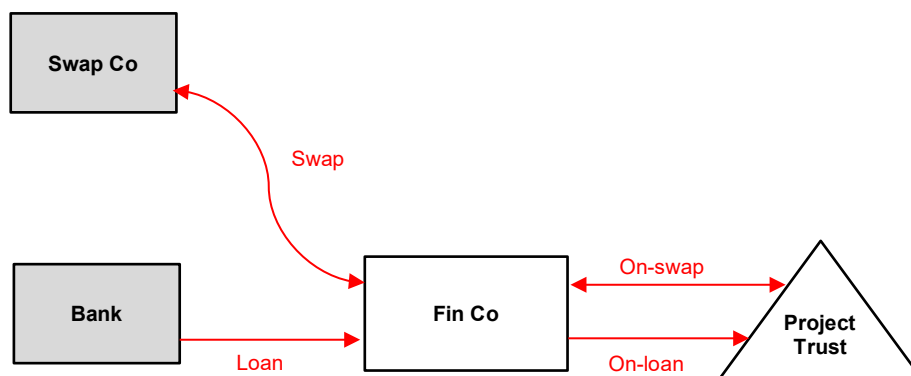 Swap Co
Swap
Bank
Loan
Fin Co
On-swap
On-loan
Project
Trust